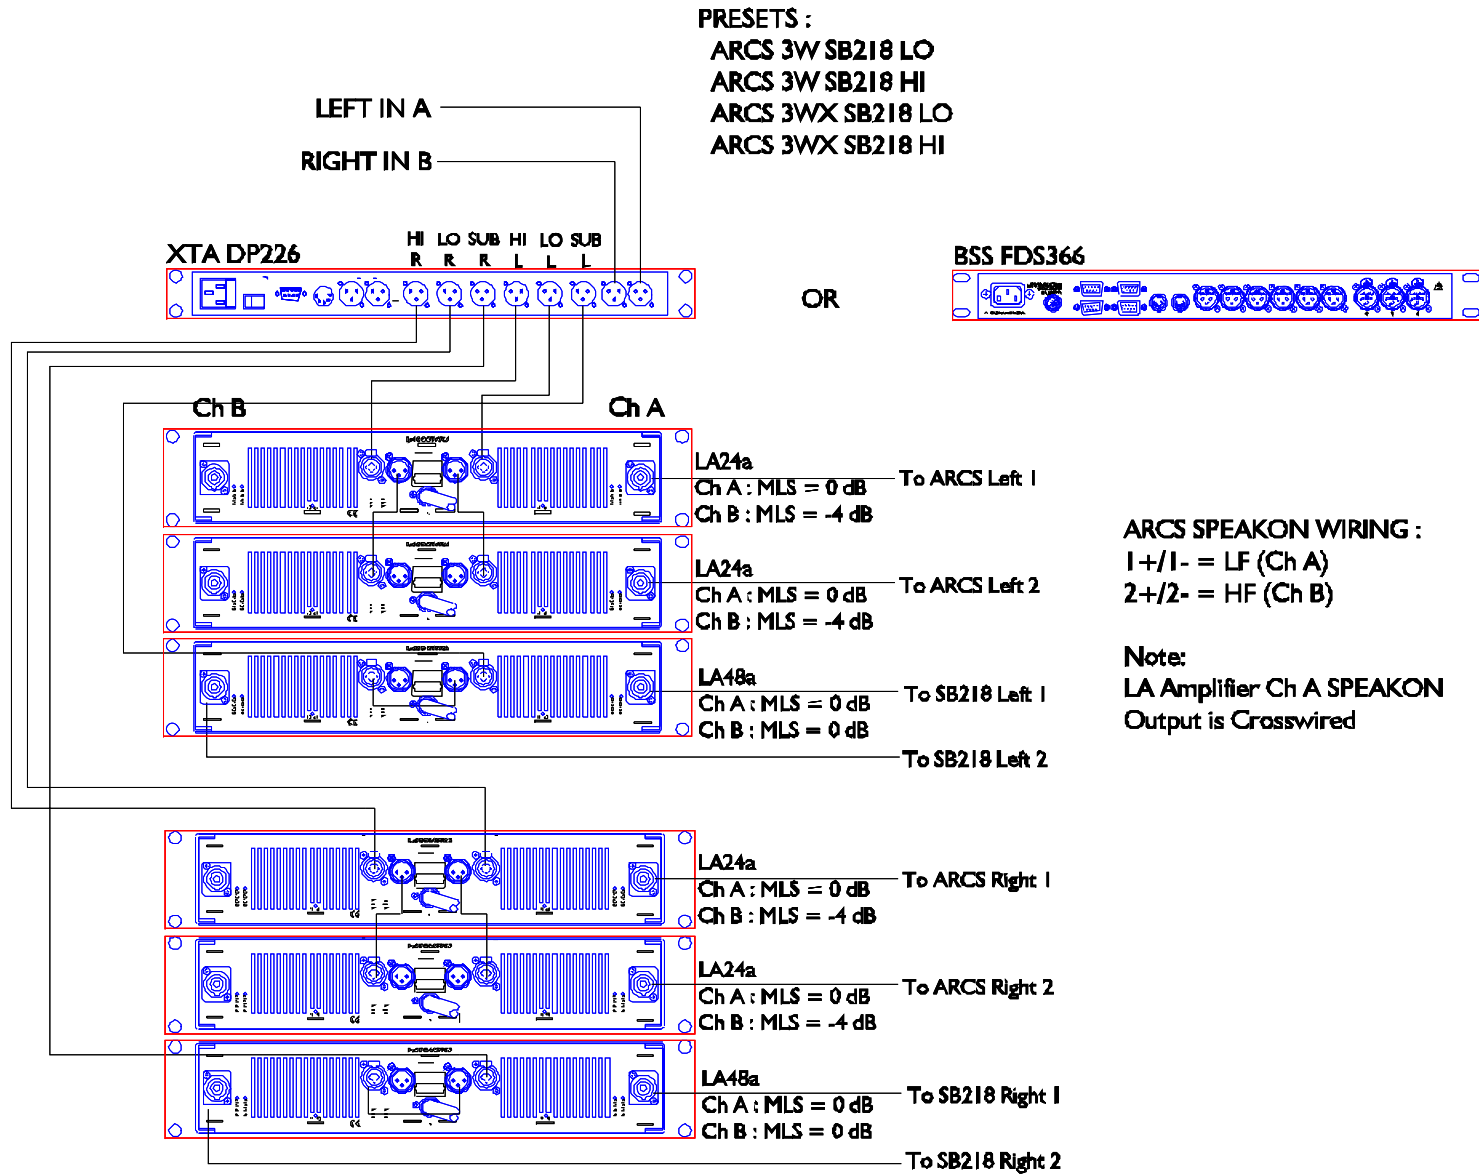 PRESETS :
ARCS 3W SB218 LO
ARCS 3W SB218 HI
ARCS 3WX SB218 LO
ARCS 3WX SB218 HI
LEFT IN A
RIGHT IN B
XTA DP226
HI LO SUB HI LO SUB
R R R L L L
OR
BSS FDS366
Ch B
Ch A
LA24a
Ch A : MLS = 0 dB
Ch B : MLS = -4 dB
To ARCS Left 1
LA24a
Ch A : MLS = 0 dB
Ch B : MLS = -4 dB
To ARCS Left 2
LA48a
Ch A : MLS = 0 dB
Ch B : MLS = 0 dB
To SB218 Left 1
To SB218 Left 2
ARCS SPEAKON WIRING :
1+/1- = LF (Ch A)
2+/2- = HF (Ch B)
Note:
LA Amplifier Ch A SPEAKON
Output is Crosswired
LA24a
Ch A : MLS = 0 dB
Ch B : MLS = -4 dB
To ARCS Right 1
LA24a
Ch A : MLS = 0 dB
Ch B : MLS = -4 dB
To ARCS Right 2
LA48a
Ch A : MLS = 0 dB
Ch B : MLS = 0 dB
To SB218 Right 1
To SB218 Right 2